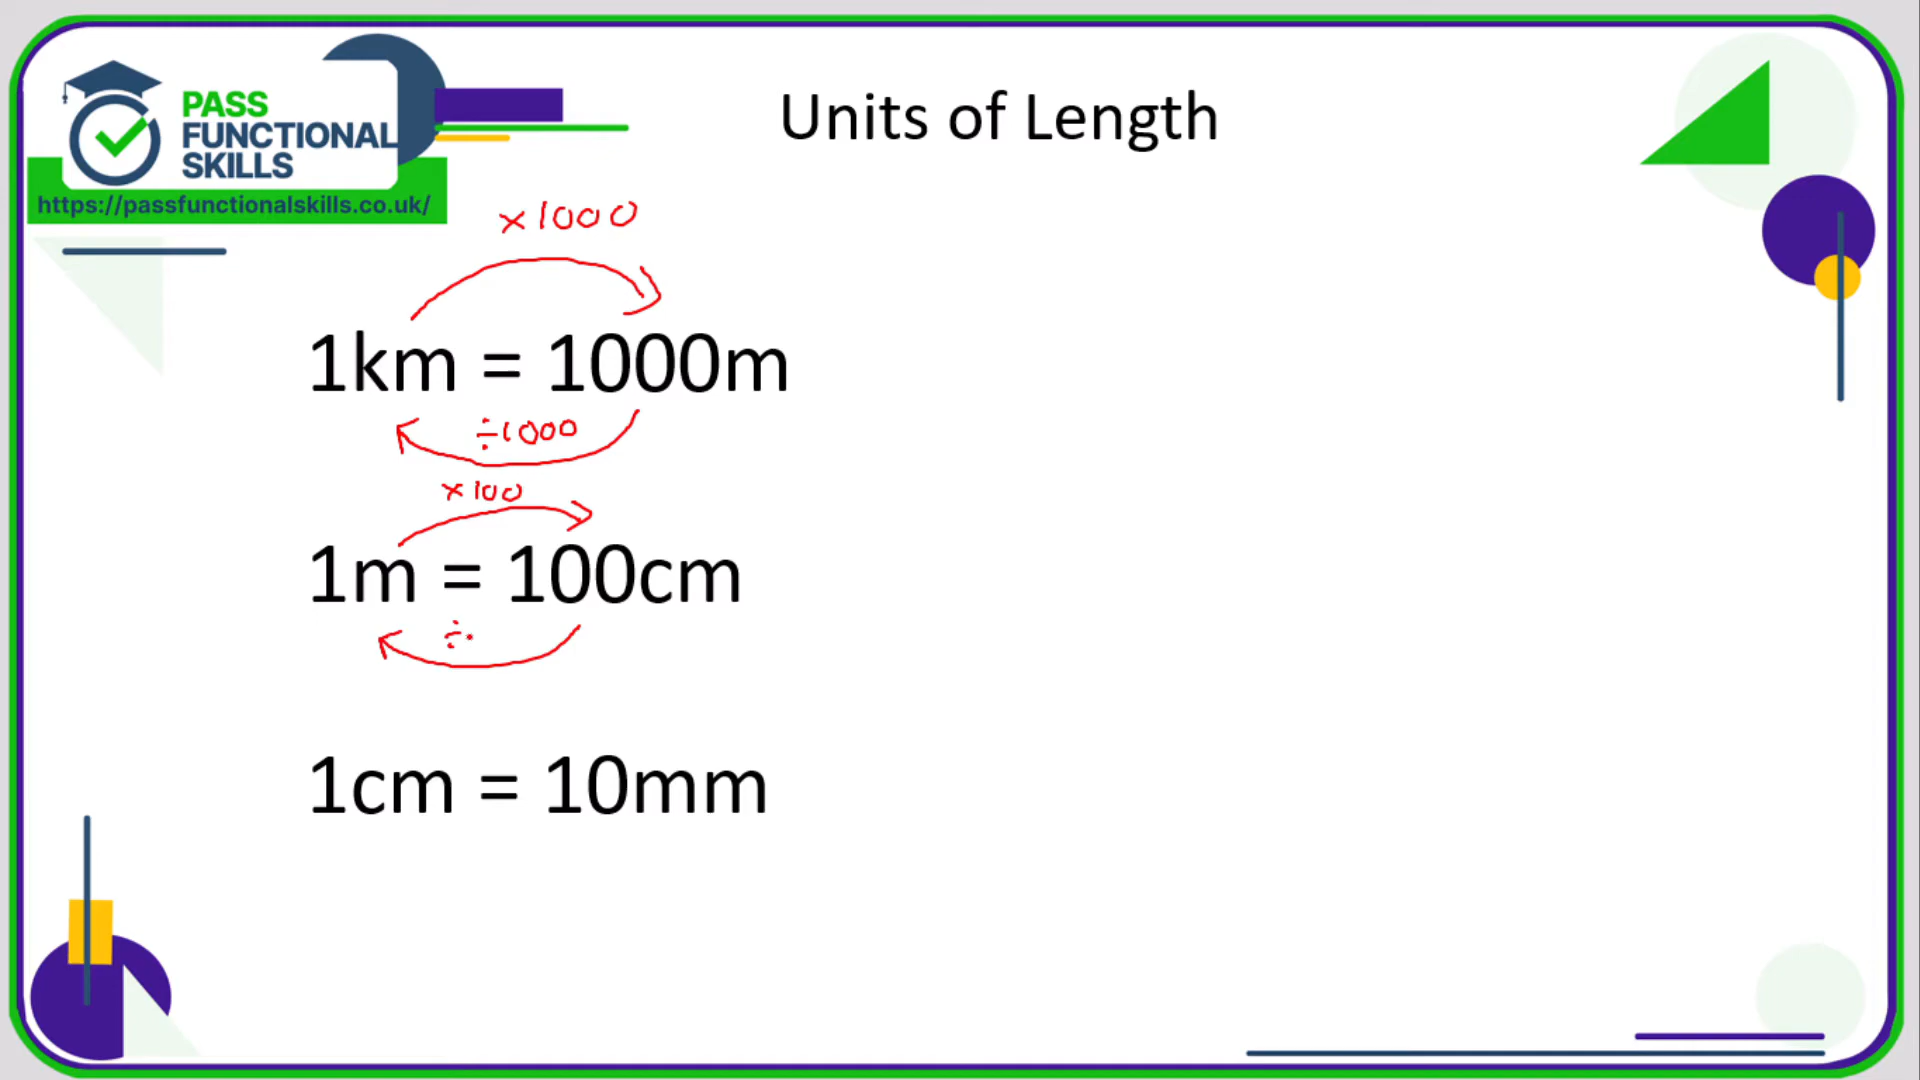 PASS
FUNCTIONAL
SKILLS
https://passfunctionalskills.co.uk/
Units of Length
×1000
1km = 1000m
÷1000
×100
1m = 100cm
÷
1cm = 10mm